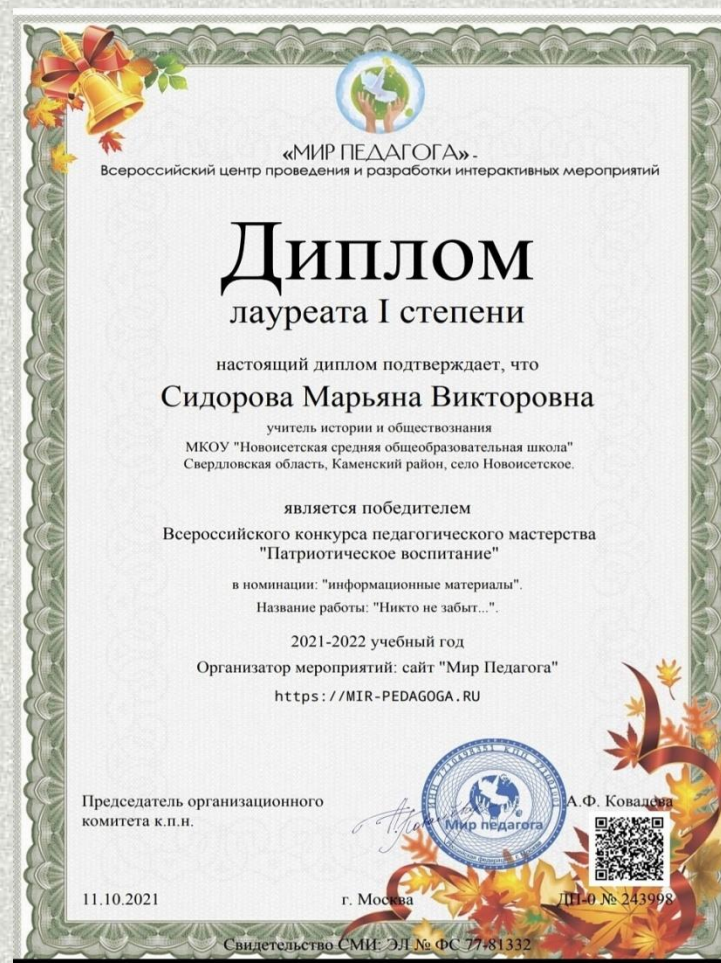 «МИР ПЕДАГОГА» -
Всероссийский центр проведения и разработки интерактивных мероприятий
Диплом
лауреата I степени
настоящий диплом подтверждает, что
Сидорова Марьяна Викторовна
учитель истории и обществознания
МКОУ "Новоисетская средняя общеобразовательная школа"
Свердловская область, Каменский район, село Новоисетское.
является победителем
Всероссийского конкурса педагогического мастерства
"Патриотическое воспитание"
в номинации: "информационные материалы".
Название работы: "Никто не забыт...".
2021-2022 учебный год
Организатор мероприятий: сайт "Мир Педагога"
https://MIR-PEDAGOGA.RU
Председатель организационного
комитета к.п.н.
Мир педагога
А.Ф. Ковалева
11.10.2021
г. Москва
ДП-0 № 243998
Свидетельство СМИ: ЭЛ № ФС 77-81332